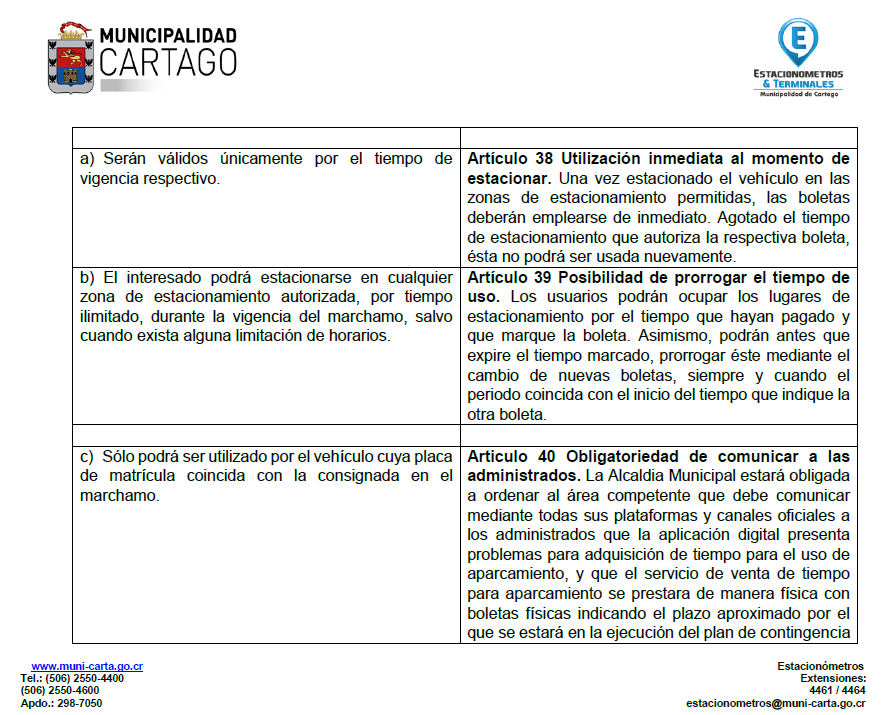 MUNICIPALIDAD
CARTAGO
E
ESTACIONOMETROS
& TERMINALES
Municipalidad de Cartago
a) Serán válidos únicamente por el tiempo de
vigencia respectivo.
Artículo 38 Utilización inmediata al momento de
estacionar. Una vez estacionado el vehículo en las
zonas de estacionamiento permitidas, las boletas
deberán emplearse de inmediato. Agotado el tiempo
de estacionamiento que autoriza la respectiva boleta,
ésta no podrá ser usada nuevamente.
b) El interesado podrá estacionarse en cualquier
zona de estacionamiento autorizada, por tiempo
ilimitado, durante la vigencia del marchamo, salvo
cuando exista alguna limitación de horarios.
Artículo 39 Posibilidad de prorrogar el tiempo de
uso. Los usuarios podrán ocupar los lugares de
estacionamiento por el tiempo que hayan pagado y
que marque la boleta. Asimismo, podrán antes que
expire el tiempo marcado, prorrogar éste mediante el
cambio de nuevas boletas, siempre y cuando el
periodo coincida con el inicio del tiempo que indique la
otra boleta.
c) Sólo podrá ser utilizado por el vehículo cuya placa
de matrícula coincida con la consignada en el
marchamo.
Articulo 40 Obligatoriedad de comunicar a las
administrados. La Alcaldia Municipal estará obligada
a ordenar al área competente que debe comunicar
mediante todas sus plataformas y canales oficiales a
los administrados que la aplicación digital presenta
problemas para adquisición de tiempo para el uso de
aparcamiento, y que el servicio de venta de tiempo
para aparcamiento se prestara de manera física con
boletas físicas indicando el plazo aproximado por el
que se estará en la ejecución del plan de contingencia
www.muni-carta.go.cr
Tel.: (506) 2550-4400
(506) 2550-4600
Apdo.: 298-7050
Estacionómetros
Extensiones:
4461 / 4464
estacionometros@muni-carta.go.cr